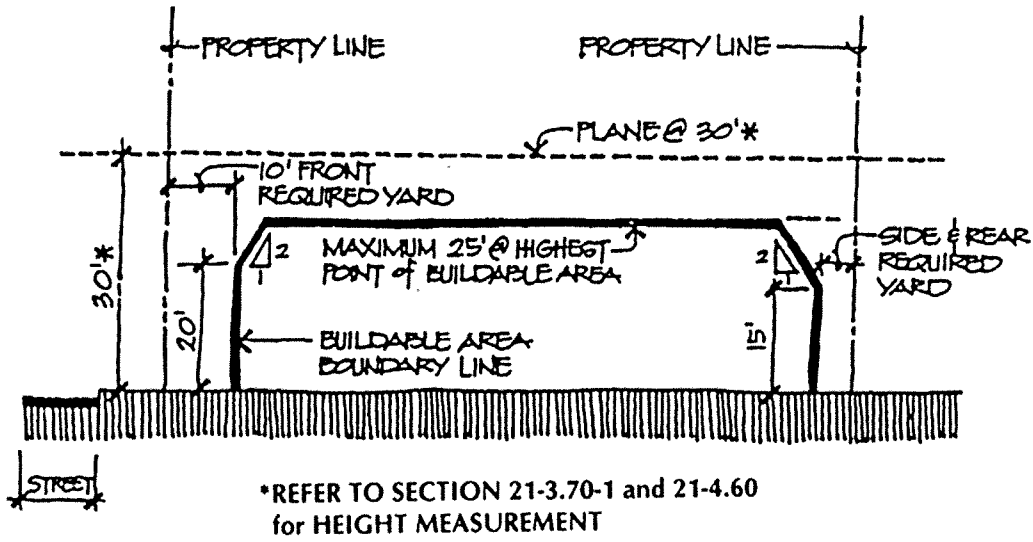 PROPERTY LINE
PROPERTY LINE
PLANE @ 30'*
10' FRONT
REQUIRED YARD
2
1
MAXIMUM 25' @ HIGHEST
POINT of BUILDABLE AREA
2
1
SIDE & REAR
REQUIRED
YARD
30'*
20'
BUILDABLE AREA
BOUNDARY LINE
15'
STREET
*REFER TO SECTION 21-3.70-1 and 21-4.60
for HEIGHT MEASUREMENT